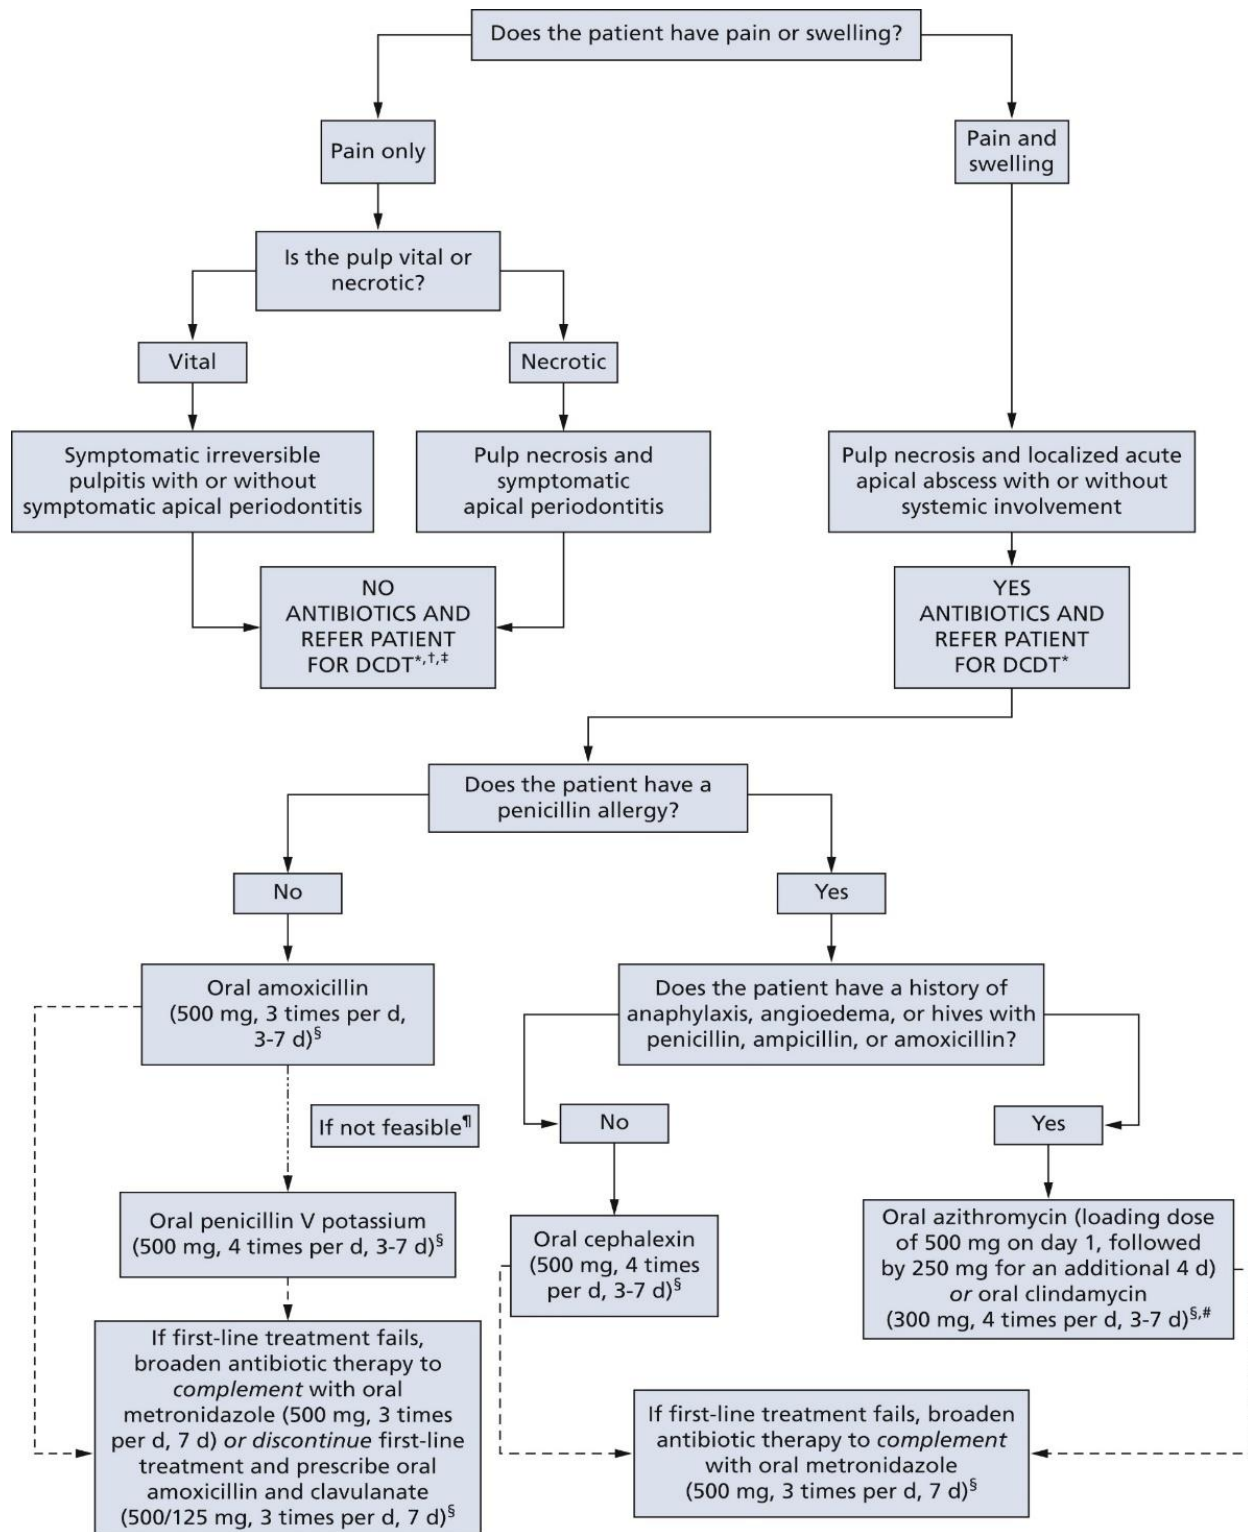 Does the patient have pain or swelling?
Pain only
Pain and
swelling
Is the pulp vital or
necrotic?
Vital
Necrotic
Symptomatic irreversible
pulpitis with or without
symptomatic apical periodontitis
Pulp necrosis and
symptomatic
apical periodontitis
Pulp necrosis and localized acute
apical abscess with or without
systemic involvement
NO
ANTIBIOTICS AND
REFER PATIENT
FOR DCDT*,†,‡
YES
ANTIBIOTICS AND
REFER PATIENT
FOR DCDT*
Does the patient have a
penicillin allergy?
No
Yes
Oral amoxicillin
(500 mg, 3 times per d,
3-7 d)§
Does the patient have a history of
anaphylaxis, angioedema, or hives with
penicillin, ampicillin, or amoxicillin?
If not feasible¶
No
Yes
Oral penicillin V potassium
(500 mg, 4 times per d, 3-7 d)§
Oral cephalexin
(500 mg, 4 times
per d, 3-7 d)§
Oral azithromycin (loading dose
of 500 mg on day 1, followed
by 250 mg for an additional 4 d)
or oral clindamycin
(300 mg, 4 times per d, 3-7 d)§,#
If first-line treatment fails,
broaden antibiotic therapy to
complement with oral
metronidazole (500 mg, 3 times
per d, 7 d) or discontinue first-line
treatment and prescribe oral
amoxicillin and clavulanate
(500/125 mg, 3 times per d, 7 d)§
If first-line treatment fails, broaden
antibiotic therapy to complement
with oral metronidazole
(500 mg, 3 times per d, 7 d)§